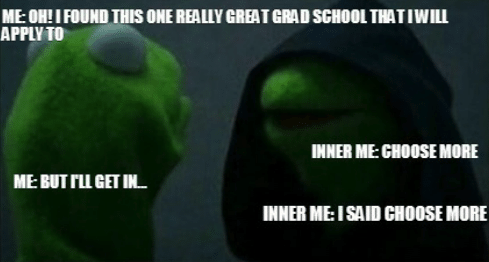 ME: OH! I FOUND THIS ONE REALLY GREAT GRAD SCHOOL THAT I WILL
APPLY TO
INNER ME: CHOOSE MORE
ME: BUT I'LL GET IN...
INNER ME: I SAID CHOOSE MORE